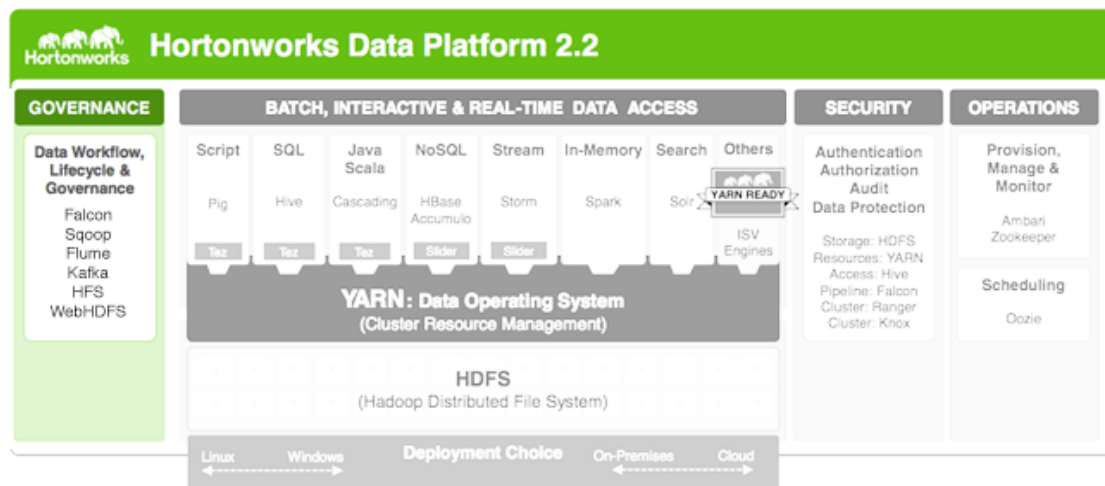 Hortonworks
Hortonworks Data Platform 2.2
GOVERNANCE
Data Workflow,
Lifecycle &
Governance
Falcon
Sqoop
Flume
Kafka
HFS
WebHDFS
BATCH, INTERACTIVE & REAL-TIME DATA ACCESS
Script
Pig
Tez
SQL
Hive
Tez
Java
Scala
Cascading
Tez
NoSQL
HBase
Accumulo
Slider
Stream
Storm
Slider
In-Memory
Spark
Search
Solr
Others
YARN READY
ISV
Engines
YARN: Data Operating System
(Cluster Resource Management)
HDFS
(Hadoop Distributed File System)
Deployment Choice
Linux
Windows
On-Premises
Cloud
SECURITY
Authentication
Authorization
Audit
Data Protection
Storage: HDFS
Resources: YARN
Access: Hive
Pipeline: Falcon
Cluster: Ranger
Cluster: Knox
OPERATIONS
Provision,
Manage &
Monitor
Ambari
Zookeeper
Scheduling
Oozie